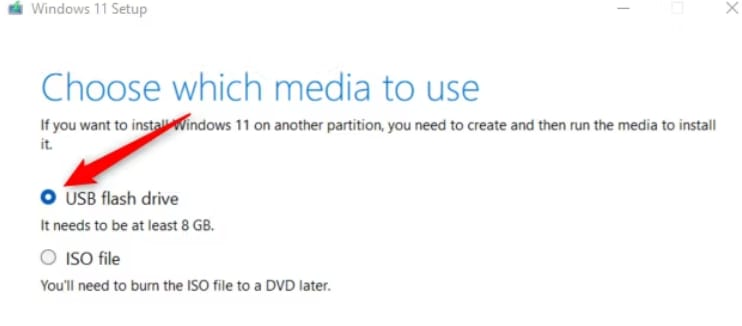 Windows 11 Setup
Choose which media to use
If you want to install Windows 11 on another partition, you need to create and then run the media to install
it.
USB flash drive
It needs to be at least 8 GB.
ISO file
You'll need to burn the ISO file to a DVD later.